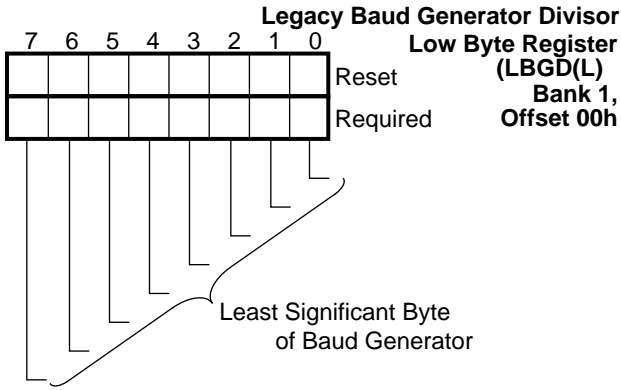 Legacy Baud Generator Divisor
Low Byte Register
(LBGD(L)
Bank 1,
Offset 00h
7 6 5 4 3 2 1 0
Reset
Required
Least Significant Byte
of Baud Generator